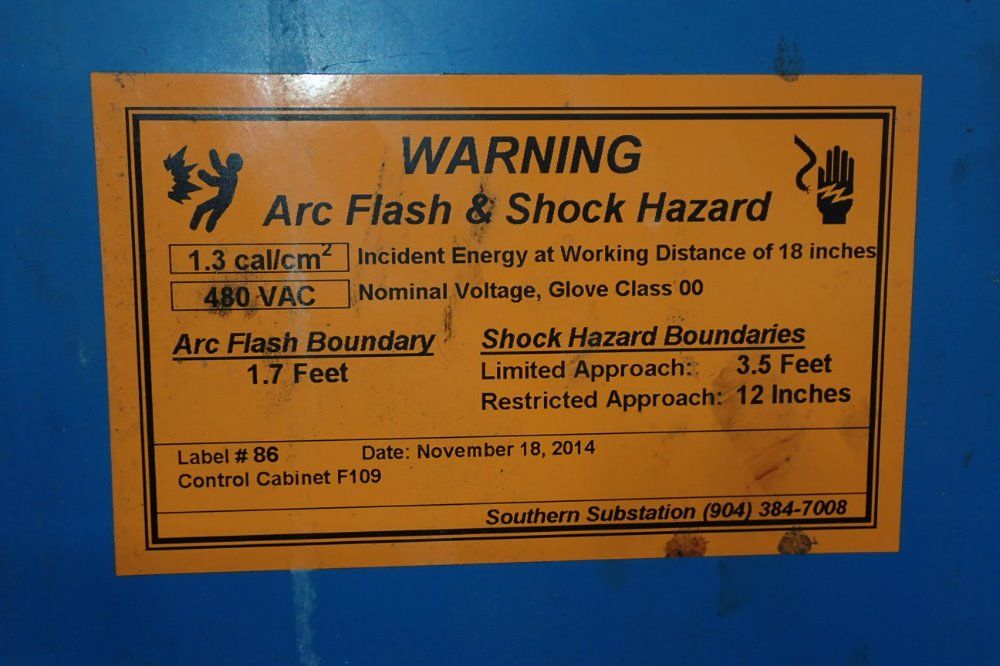 WARNING
Arc Flash & Shock Hazard
1.3 cal/cm² Incident Energy at Working Distance of 18 inches
480 VAC Nominal Voltage, Glove Class 00
Arc Flash Boundary
1.7 Feet
Shock Hazard Boundaries
Limited Approach: 3.5 Feet
Restricted Approach: 12 Inches
Label # 86 Date: November 18, 2014
Control Cabinet F109
Southern Substation (904) 384-7008